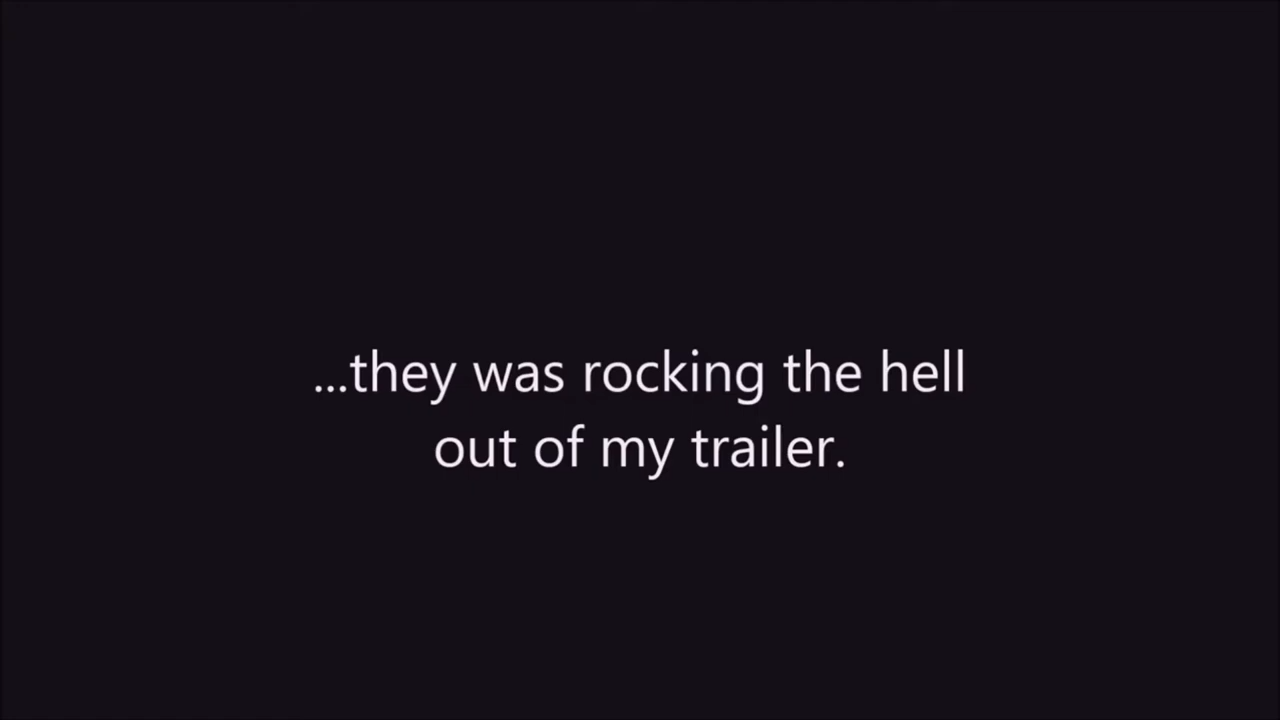 ...they was rocking the hell
out of my trailer.